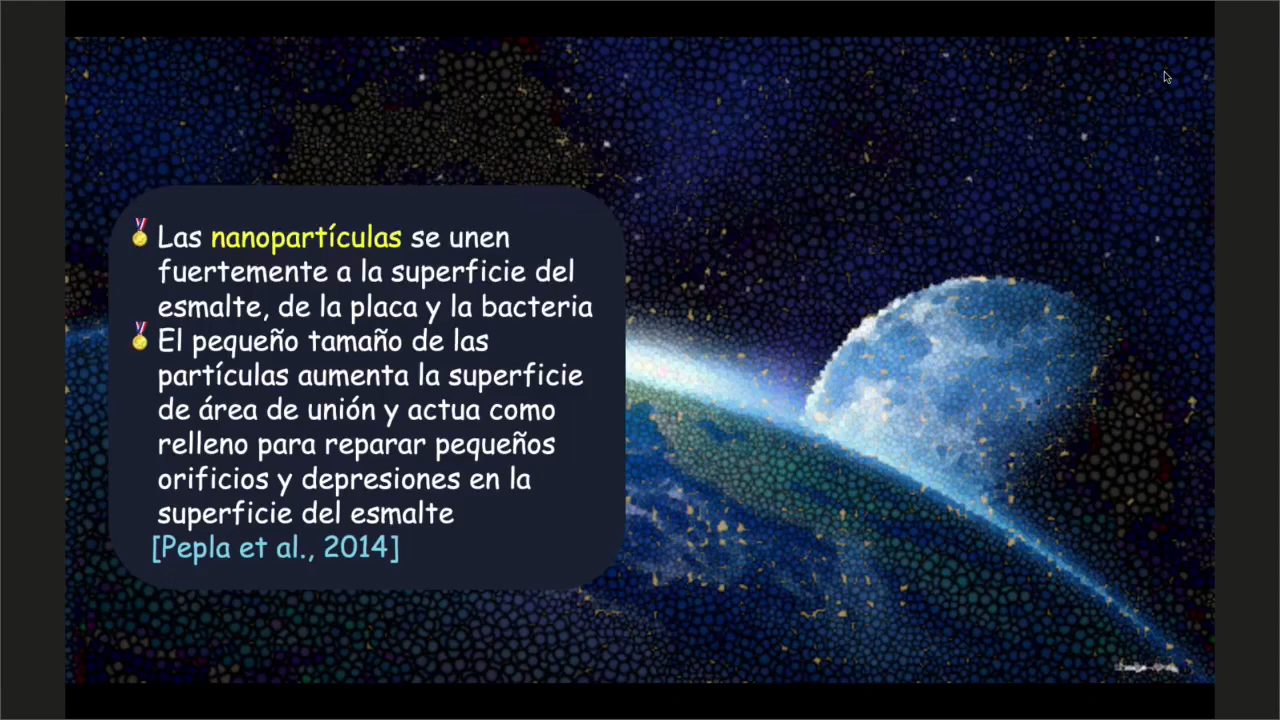 Las nanopartículas se unen
fuertemente a la superficie del
esmalte, de la placa y la bacteria
El pequeño tamaño de las
partículas aumenta la superficie
de área de unión y actua como
relleno para reparar pequeños
orificios y depresiones en la
superficie del esmalte
[Pepla et al., 2014]